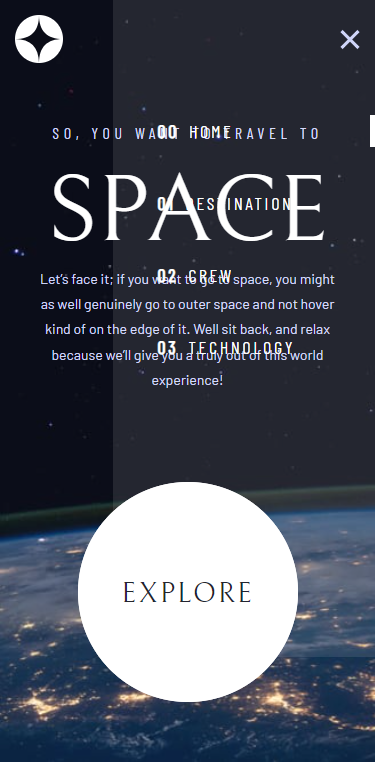 SO, YOU WANT TO TRAVEL TO
00 HOME
SPACE
01 DESTINATION
02 CREW
Let's face it; if you want to go to space, you might
as well genuinely go to outer space and not hover
kind of on the edge of it. Well sit back, and relax
03 TECHNOLOGY
because we'll give you a truly out of this world
experience!
EXPLORE